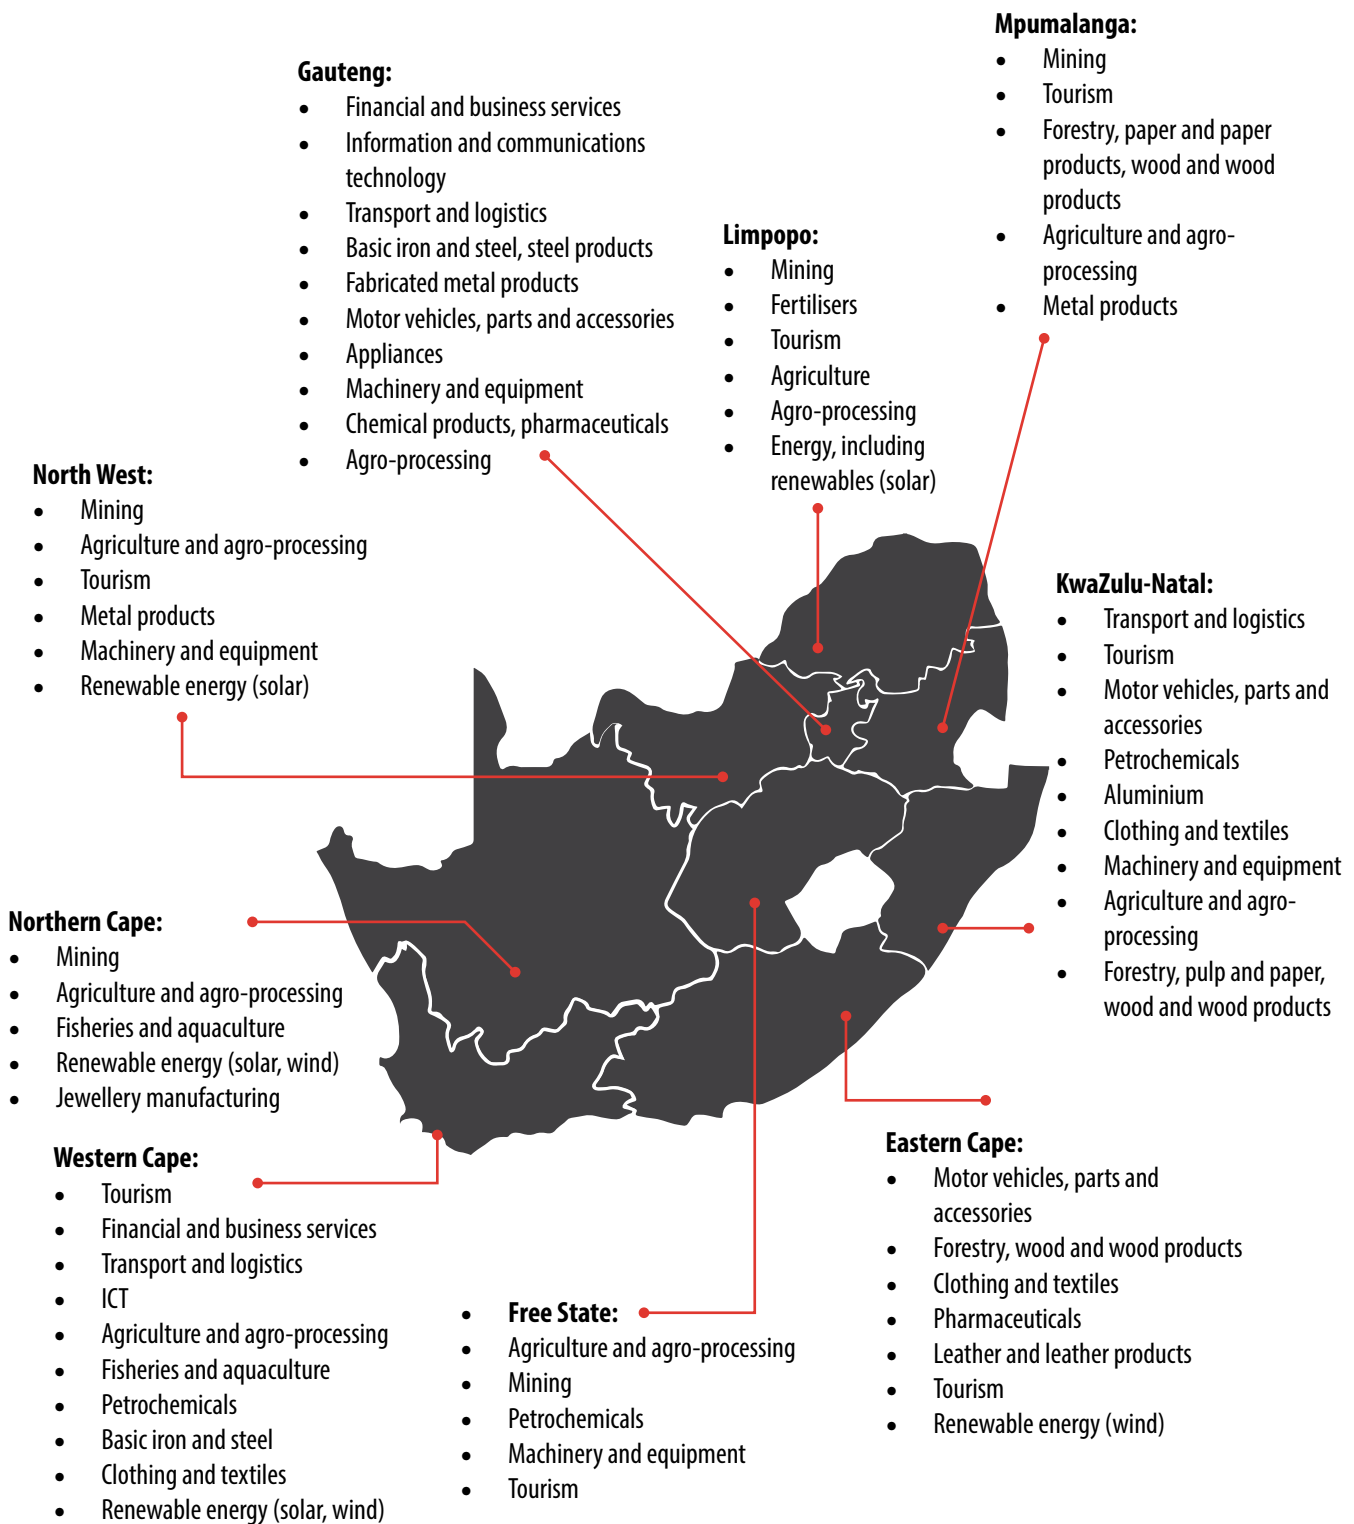 Mpumalanga:
• Mining
• Tourism
• Forestry, paper and paper
products, wood and wood
products
• Agriculture and agro-
processing
• Metal products
Gauteng:
• Financial and business services
• Information and communications
technology
• Transport and logistics
• Basic iron and steel, steel products
• Fabricated metal products
• Motor vehicles, parts and accessories
• Appliances
• Machinery and equipment
• Chemical products, pharmaceuticals
• Agro-processing
Limpopo:
• Mining
• Fertilisers
• Tourism
• Agriculture
• Agro-processing
• Energy, including
renewables (solar)
North West:
• Mining
• Agriculture and agro-processing
• Tourism
• Metal products
• Machinery and equipment
• Renewable energy (solar)
KwaZulu-Natal:
• Transport and logistics
• Tourism
• Motor vehicles, parts and
accessories
• Petrochemicals
• Aluminium
• Clothing and textiles
• Machinery and equipment
• Agriculture and agro-
processing
• Forestry, pulp and paper,
wood and wood products
Northern Cape:
• Mining
• Agriculture and agro-processing
• Fisheries and aquaculture
• Renewable energy (solar, wind)
• Jewellery manufacturing
Western Cape:
• Tourism
• Financial and business services
• Transport and logistics
• ICT
• Agriculture and agro-processing
• Fisheries and aquaculture
• Petrochemicals
• Basic iron and steel
• Clothing and textiles
• Renewable energy (solar, wind)
• Free State:
• Agriculture and agro-processing
• Mining
• Petrochemicals
• Machinery and equipment
• Tourism
Eastern Cape:
• Motor vehicles, parts and
accessories
• Forestry, wood and wood products
• Clothing and textiles
• Pharmaceuticals
• Leather and leather products
• Tourism
• Renewable energy (wind)